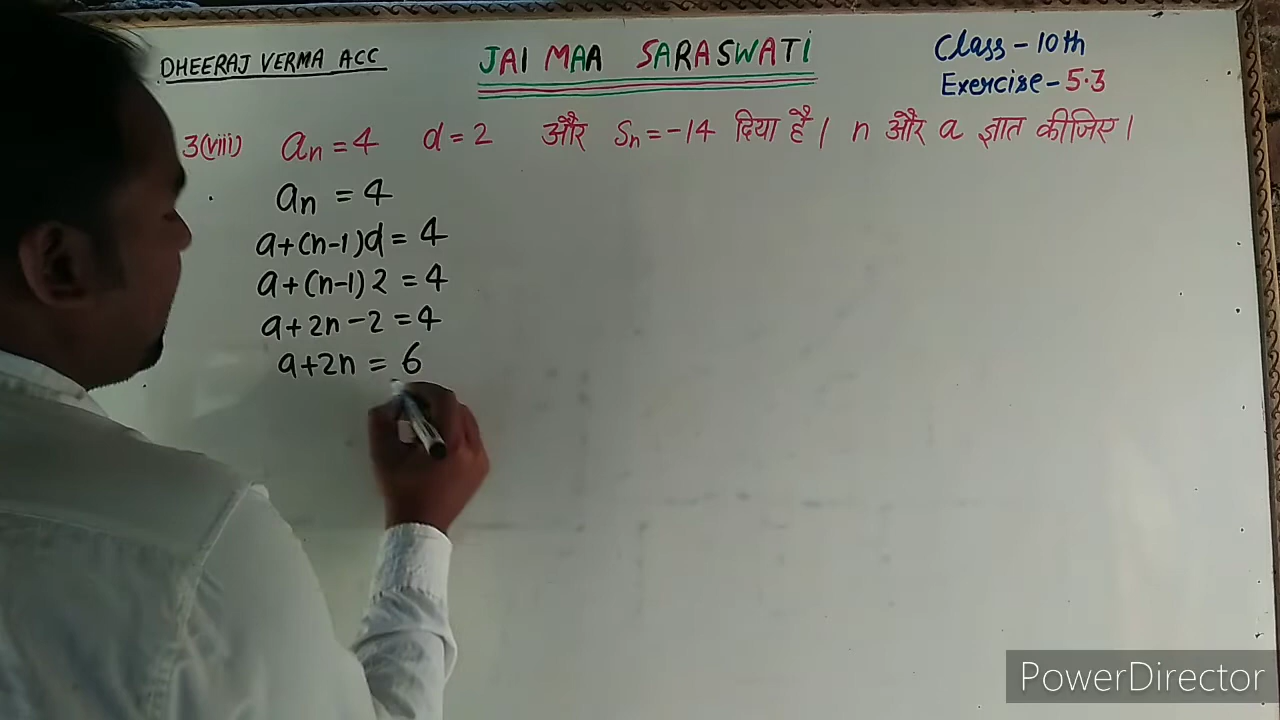 DHEERAJ VERMA ACC
JAI MAA SARASWATI
Class - 10th
Exercise - 5.3
3(viii) aₙ = 4 d = 2 और Sₙ = -14 दिया है। n और a ज्ञात कीजिए।
aₙ = 4
a+(n-1)d = 4
a+(n-1)2 = 4
a+2n-2 = 4
a+2n = 6
PowerDirector